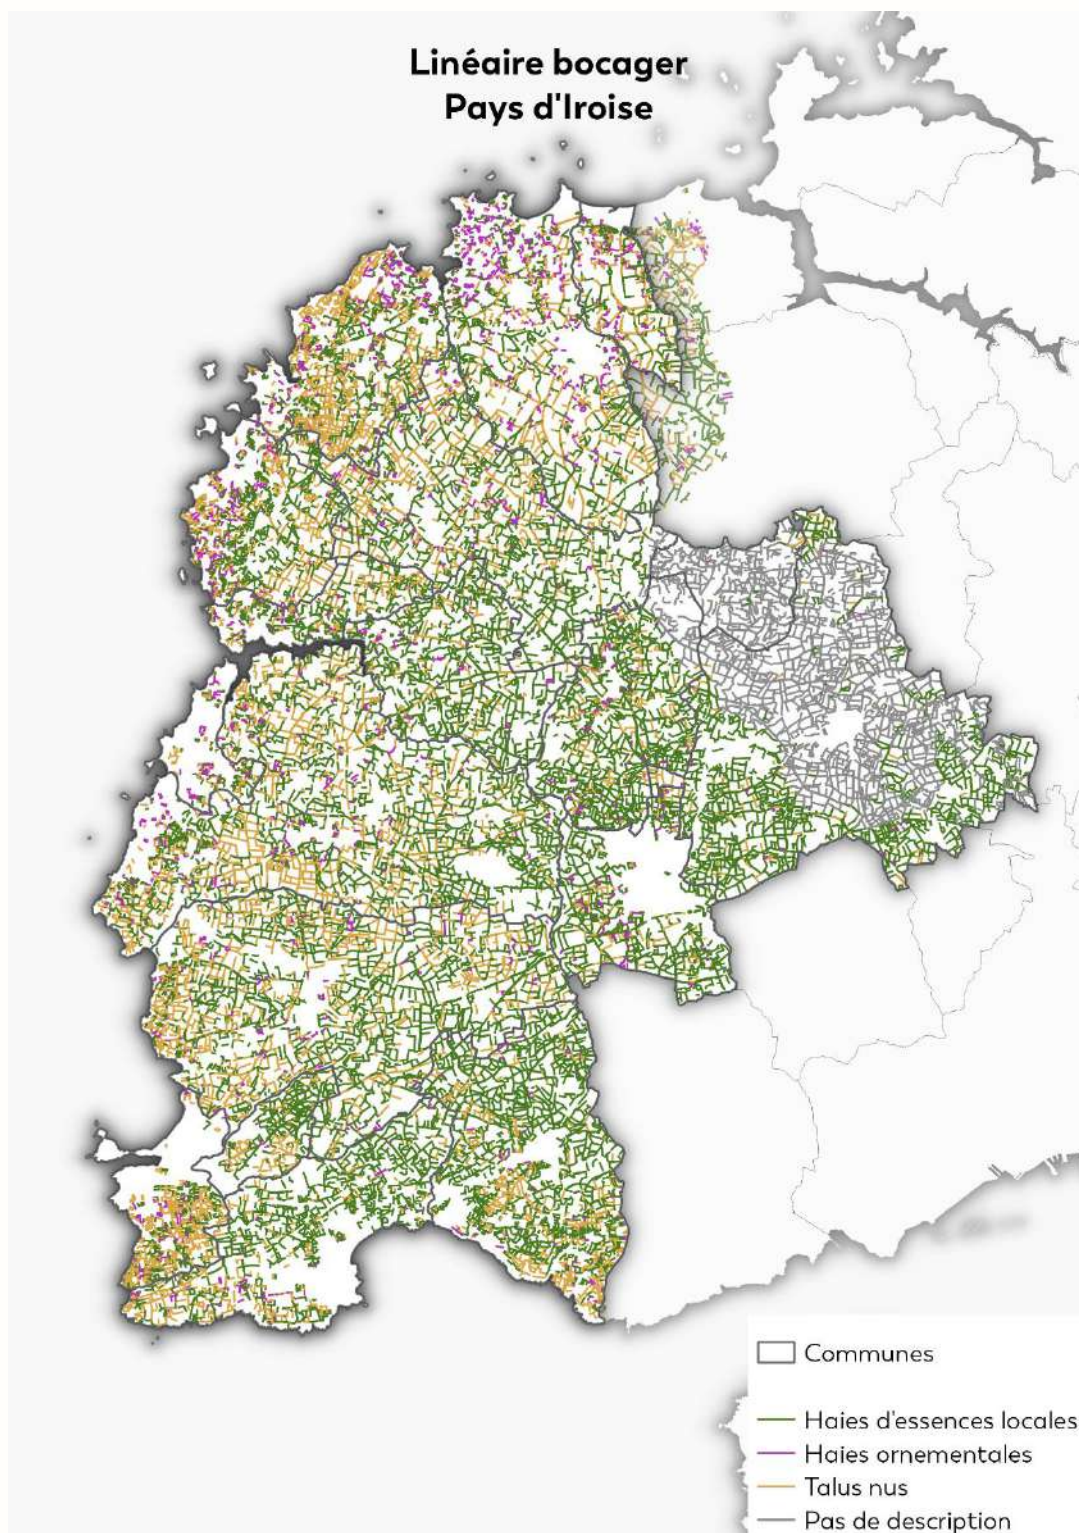 Linéaire bocager
Pays d'Iroise
Communes
Haies d'essences locales
Haies ornementales
Talus nus
Pas de description